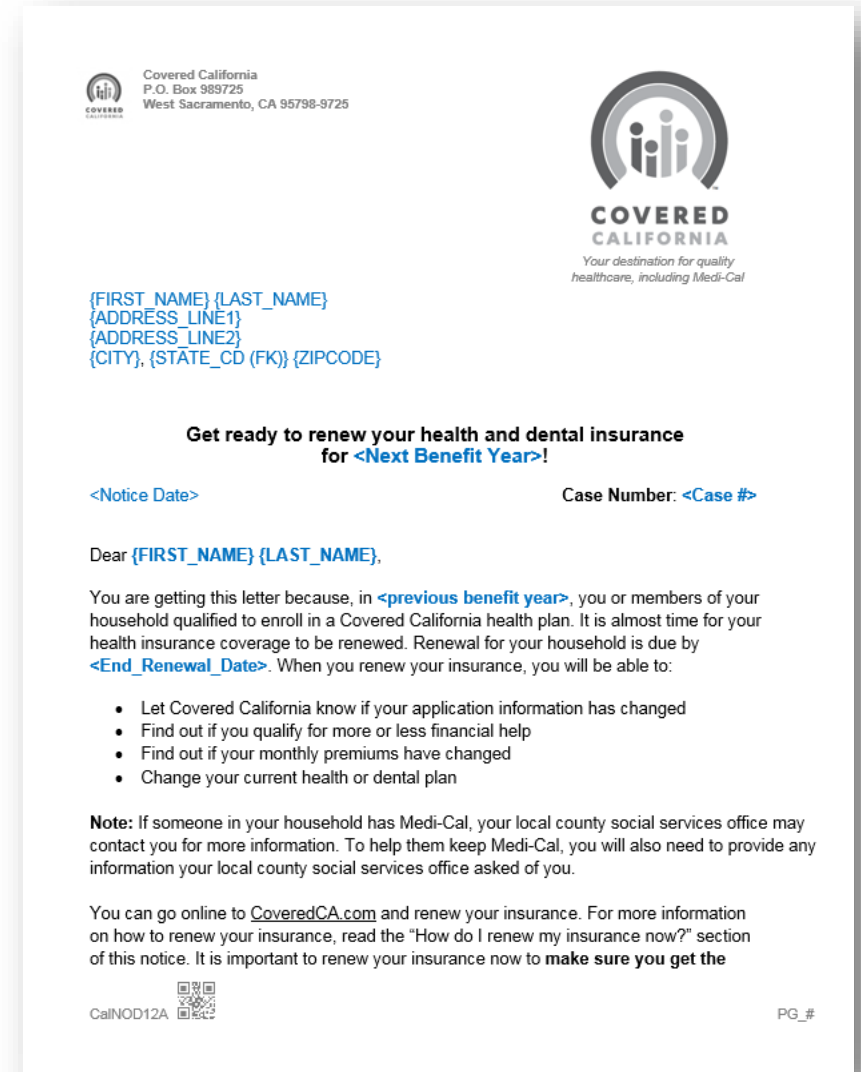 Covered California
P.O. Box 989725
West Sacramento, CA 95798-9725
COVERED
CALIFORNIA
COVERED
CALIFORNIA
Your destination for quality
healthcare, including Medi-Cal
{FIRST_NAME} {LAST_NAME}
{ADDRESS_LINE1}
{ADDRESS_LINE2}
{CITY}, {STATE_CD (FK)} {ZIPCODE}
Get ready to renew your health and dental insurance
for <Next Benefit Year>!
<Notice Date> Case Number: <Case #>
Dear {FIRST_NAME} {LAST_NAME},
You are getting this letter because, in <previous benefit year>, you or members of your
household qualified to enroll in a Covered California health plan. It is almost time for your
health insurance coverage to be renewed. Renewal for your household is due by
<End_Renewal_Date>. When you renew your insurance, you will be able to:
• Let Covered California know if your application information has changed
• Find out if you qualify for more or less financial help
• Find out if your monthly premiums have changed
• Change your current health or dental plan
Note: If someone in your household has Medi-Cal, your local county social services office may
contact you for more information. To help them keep Medi-Cal, you will also need to provide any
information your local county social services office asked of you.
You can go online to CoveredCA.com and renew your insurance. For more information
on how to renew your insurance, read the “How do I renew my insurance now?” section
of this notice. It is important to renew your insurance now to make sure you get the
CalNOD12A PG_#